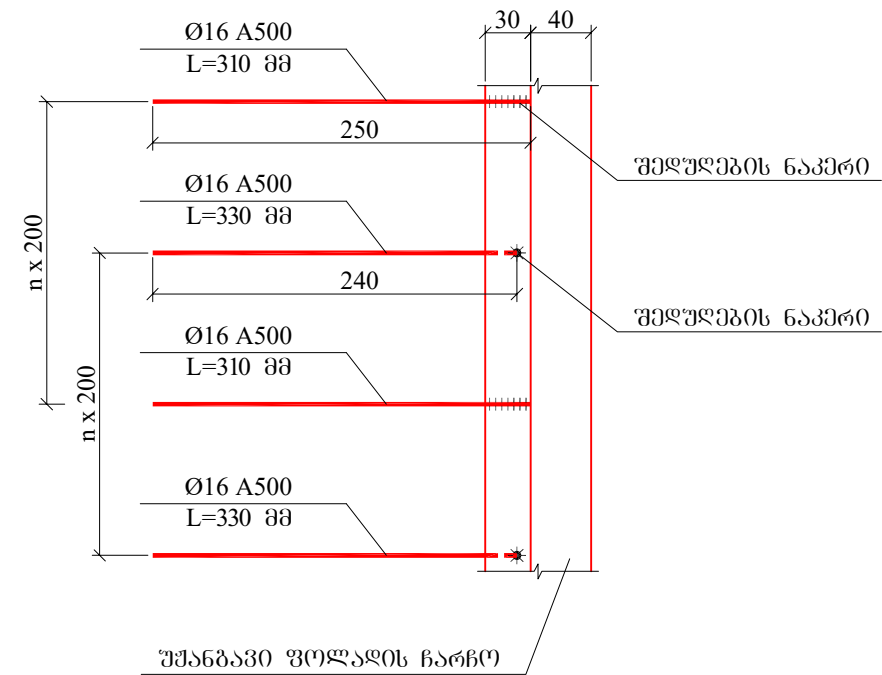 30 40
Ø16 A500
L=310 მმ
250
შედუღების ნაკერი
Ø16 A500
L=330 მმ
n x 200
240
შედუღების ნაკერი
Ø16 A500
L=310 მმ
n x 200
Ø16 A500
L=330 მმ
უჟანგავი ფოლადის ჩარჩო